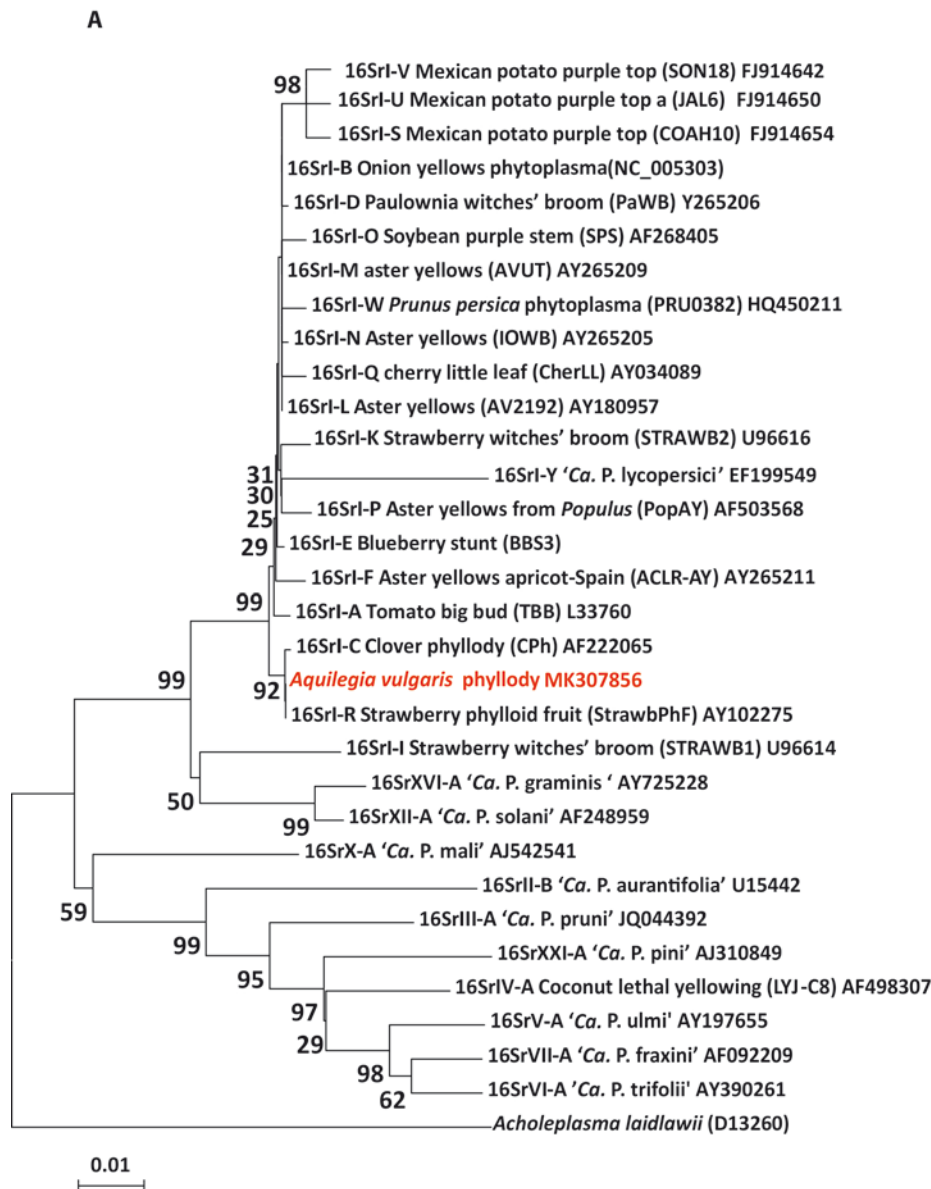 A
16SrI-V Mexican potato purple top (SON18) FJ914642
98
16SrI-U Mexican potato purple top a (JAL6) FJ914650
16SrI-S Mexican potato purple top (COAH10) FJ914654
16SrI-B Onion yellows phytoplasma(NC_005303)
16SrI-D Paulownia witches’ broom (PaWB) Y265206
16SrI-O Soybean purple stem (SPS) AF268405
16SrI-M aster yellows (AVUT) AY265209
16SrI-W Prunus persica phytoplasma (PRU0382) HQ450211
16SrI-N Aster yellows (IOWB) AY265205
16SrI-Q cherry little leaf (CherLL) AY034089
16SrI-L Aster yellows (AV2192) AY180957
16SrI-K Strawberry witches’ broom (STRAWB2) U96616
31
16SrI-Y ‘Ca. P. lycopersici’ EF199549
30
16SrI-P Aster yellows from Populus (PopAY) AF503568
25
16SrI-E Blueberry stunt (BBS3)
29
16SrI-F Aster yellows apricot-Spain (ACLR-AY) AY265211
99
16SrI-A Tomato big bud (TBB) L33760
16SrI-C Clover phyllody (CPh) AF222065
99
Aquilegia vulgaris phyllody MK307856
92
16SrI-R Strawberry phylloid fruit (StrawbPhF) AY102275
16SrI-I Strawberry witches’ broom (STRAWB1) U96614
16SrXVI-A ‘Ca. P. graminis ‘ AY725228
50
16SrXII-A ‘Ca. P. solani’ AF248959
99
16SrX-A ‘Ca. P. mali’ AJ542541
16SrII-B ‘Ca. P. aurantifolia’ U15442
59
16SrIII-A ‘Ca. P. pruni’ JQ044392
99
16SrXXI-A ‘Ca. P. pini’ AJ310849
95
16SrIV-A Coconut lethal yellowing (LYJ-C8) AF498307
97
16SrV-A ‘Ca. P. ulmi' AY197655
29
16SrVII-A ‘Ca. P. fraxini’ AF092209
98
16SrVI-A ’Ca. P. trifolii' AY390261
62
Acholeplasma laidlawii (D13260)
0.01